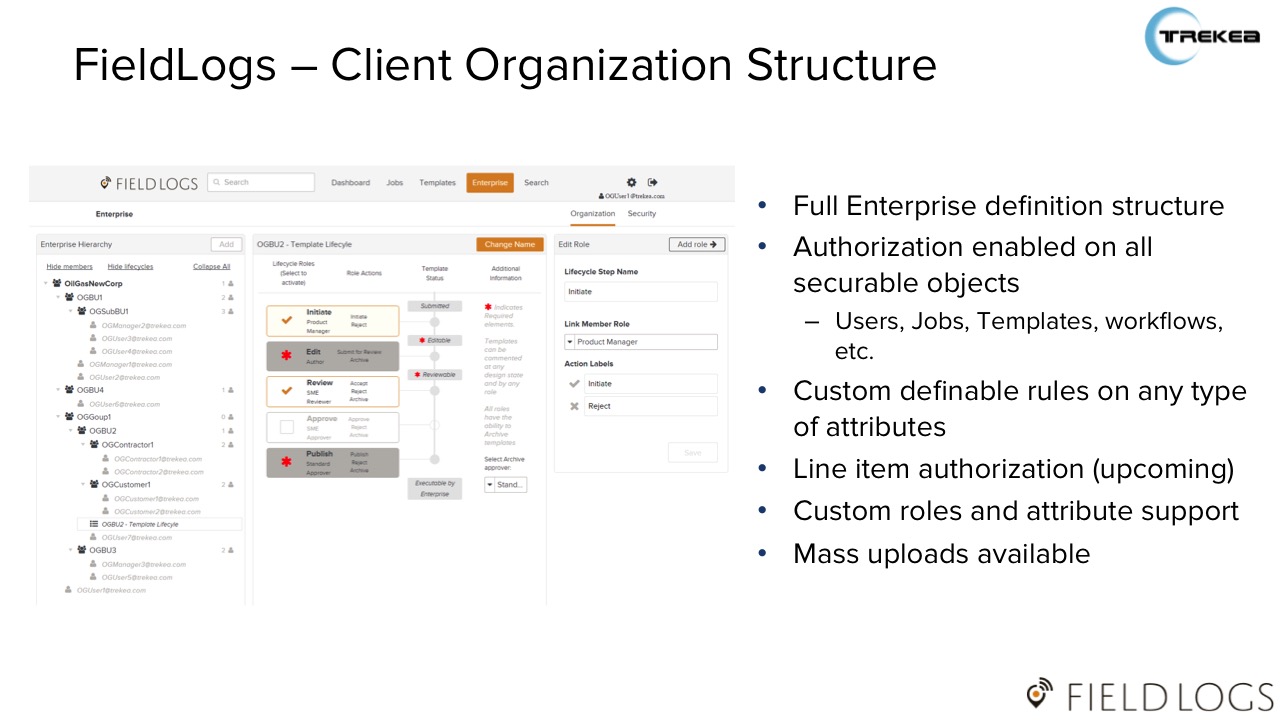 TREKEA
FieldLogs – Client Organization Structure
FIELDLOGS
Search
Dashboard Jobs Templates Enterprise Search
OGUser1@trekea.com
Enterprise
Organization Security
Enterprise Hierarchy Add
Hide members Hide lifecycles Collapse All
OilGasNewCorp 1
OGBU1 2
OGSubBU1 3
OGManager2@trekea.com
OGUser3@trekea.com
OGUser4@trekea.com
OGManager1@trekea.com
OGUser2@trekea.com
OGBU4 1
OGUser6@trekea.com
OGGoup1 0
OGBU2 1
OGContractor1 2
OGContractor1@trekea.com
OGContractor2@trekea.com
OGCustomer1 2
OGCustomer1@trekea.com
OGCustomer2@trekea.com
OGBU2 - Template Lifecyle
OGUser7@trekea.com
OGBU3 2
OGManager3@trekea.com
OGUser5@trekea.com
OGUser1@trekea.com
OGBU2 - Template Lifecyle Change Name
Lifecycle Roles
(Select to
activate)
Role Actions
Template
Status
Additional
Information
Submitted
Initiate
Product
Manager
Initiate
Reject
* Editable
Edit
Author
Submit for Review
Archive
* Reviewable
Review
SME
Reviewer
Accept
Reject
Archive
Approve
SME
Approver
Approve
Reject
Archive
Publish
Standard
Approver
Publish
Reject
Archive
Executable by
Enterprise
* Indicates
Required
elements.
Templates
can be
commented
at any
design state
and by any
role
All roles
have the
ability to
Archive
templates
Select Archive
approver:
Stand...
Edit Role Add role
Lifecycle Step Name
Initiate
Link Member Role
Product Manager
Action Labels
Initiate
Reject
Save
• Full Enterprise definition structure
• Authorization enabled on all
securable objects
– Users, Jobs, Templates, workflows,
etc.
• Custom definable rules on any type
of attributes
• Line item authorization (upcoming)
• Custom roles and attribute support
• Mass uploads available
FIELDLOGS